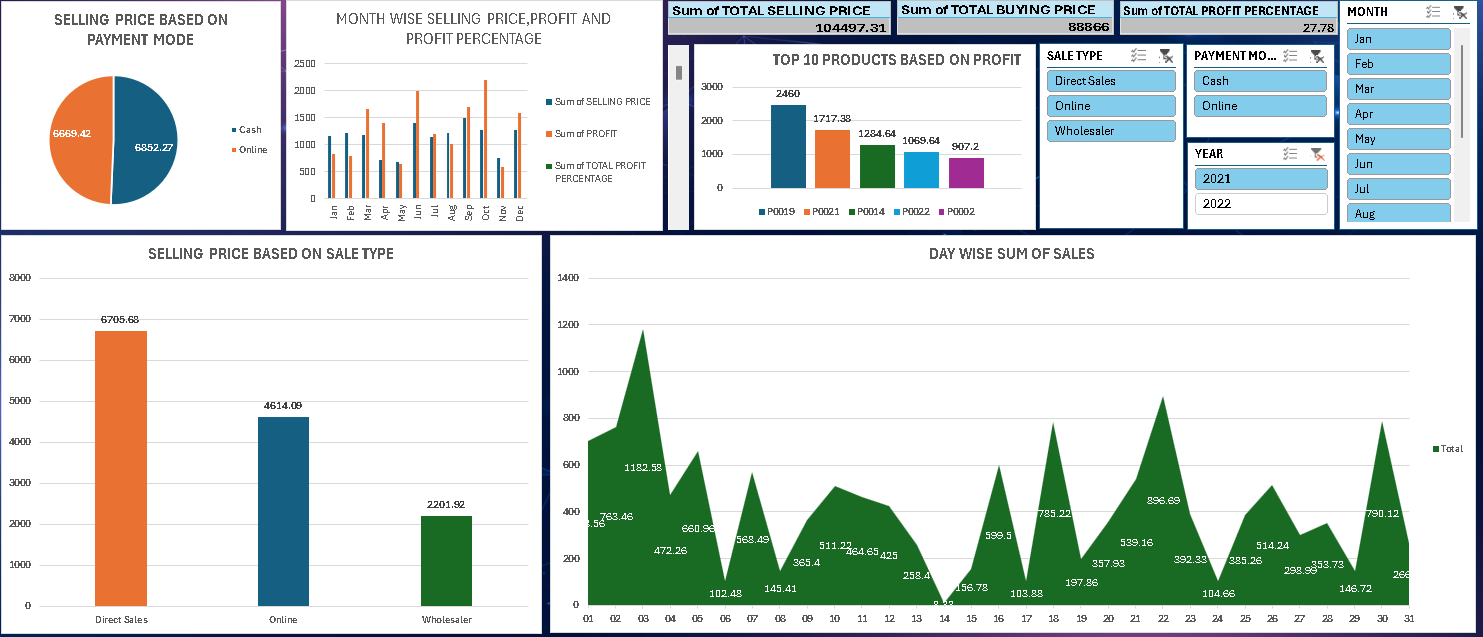 SELLING PRICE BASED ON
PAYMENT MODE
6669.42
6852.27
Cash
Online
MONTH WISE SELLING PRICE,PROFIT AND
PROFIT PERCENTAGE
2500
2000
1500
1000
500
0
Jan
Feb
Mar
Apr
May
Jun
Jul
Aug
Sep
Oct
Nov
Dec
Sum of SELLING PRICE
Sum of PROFIT
Sum of TOTAL PROFIT
PERCENTAGE
Sum of TOTAL SELLING PRICE
104497.31
Sum of TOTAL BUYING PRICE
88866
Sum of TOTAL PROFIT PERCENTAGE
27.78
TOP 10 PRODUCTS BASED ON PROFIT
3000
2000
1000
0
2460
1717.38
1284.64
1069.64
907.2
P0019
P0021
P0014
P0022
P0002
SALE TYPE
Direct Sales
Online
Wholesaler
PAYMENT MO...
Cash
Online
YEAR
2021
2022
MONTH
Jan
Feb
Mar
Apr
May
Jun
Jul
Aug
SELLING PRICE BASED ON SALE TYPE
8000
7000
6000
5000
4000
3000
2000
1000
0
6705.68
4614.09
2201.92
Direct Sales
Online
Wholesaler
DAY WISE SUM OF SALES
1400
1200
1000
800
600
400
200
0
763.46
1182.58
472.26
660.96
102.48
568.49
145.41
365.4
511.22
464.65
425
258.4
156.78
599.5
103.88
785.22
197.86
357.93
539.16
896.69
392.33
104.66
385.26
514.24
298.99
353.73
146.72
790.12
01
02
03
04
05
06
07
08
09
10
11
12
13
14
15
16
17
18
19
20
21
22
23
24
25
26
27
28
29
30
31
Total